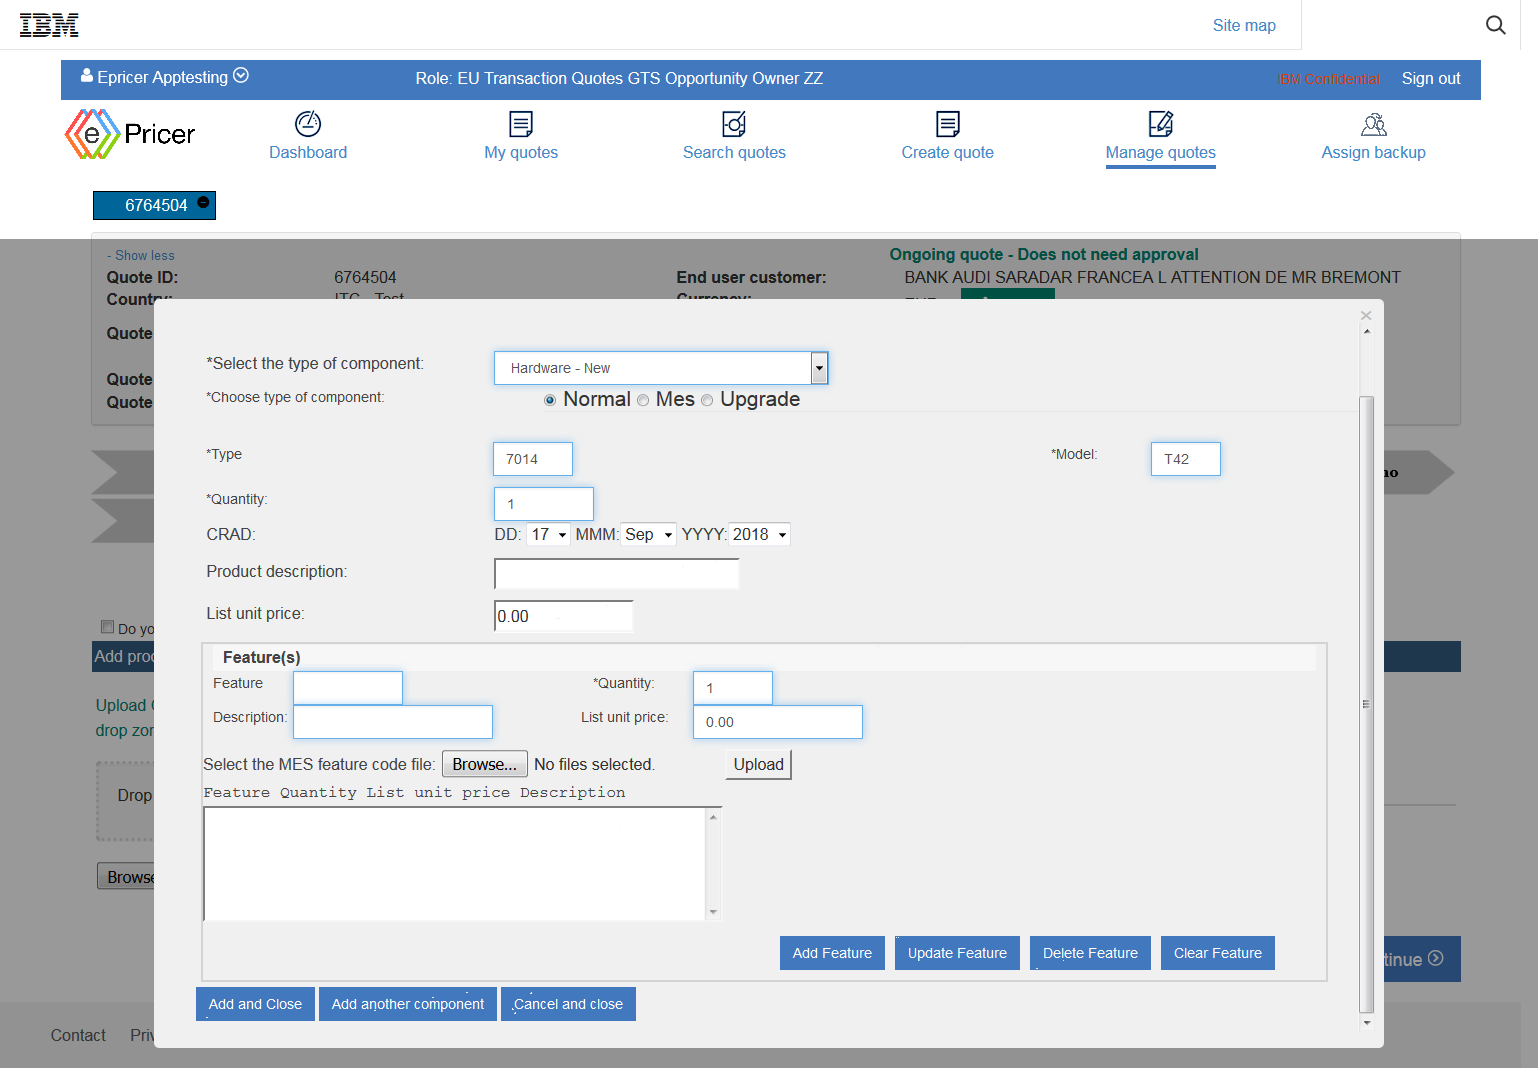 IBM
Site map
Epricer Apptesting Role: EU Transaction Quotes GTS Opportunity Owner ZZ IBM Confidential Sign out
e Pricer
Dashboard My quotes Search quotes Create quote Manage quotes Assign backup
6764504
- Show less Ongoing quote - Does not need approval
Quote ID: 6764504 End user customer: BANK AUDI SARADAR FRANCEA L ATTENTION DE MR BREMONT
Country: ITC - Test Currency:
Quote
Quote
Quote
×
*Select the type of component: Hardware - New
*Choose type of component: Normal Mes Upgrade
*Type 7014 *Model: T42
*Quantity: 1
CRAD: DD: 17 MMM: Sep YYYY: 2018
Product description:
List unit price: 0.00
Do yo
Add prod
Feature(s)
Feature *Quantity: 1
Description: List unit price: 0.00
Upload
drop zon
Select the MES feature code file: Browse... No files selected. Upload
Feature Quantity List unit price Description
Drop
Browse
Add Feature Update Feature Delete Feature Clear Feature
tinue
Add and Close Add another component Cancel and close
Contact Priv